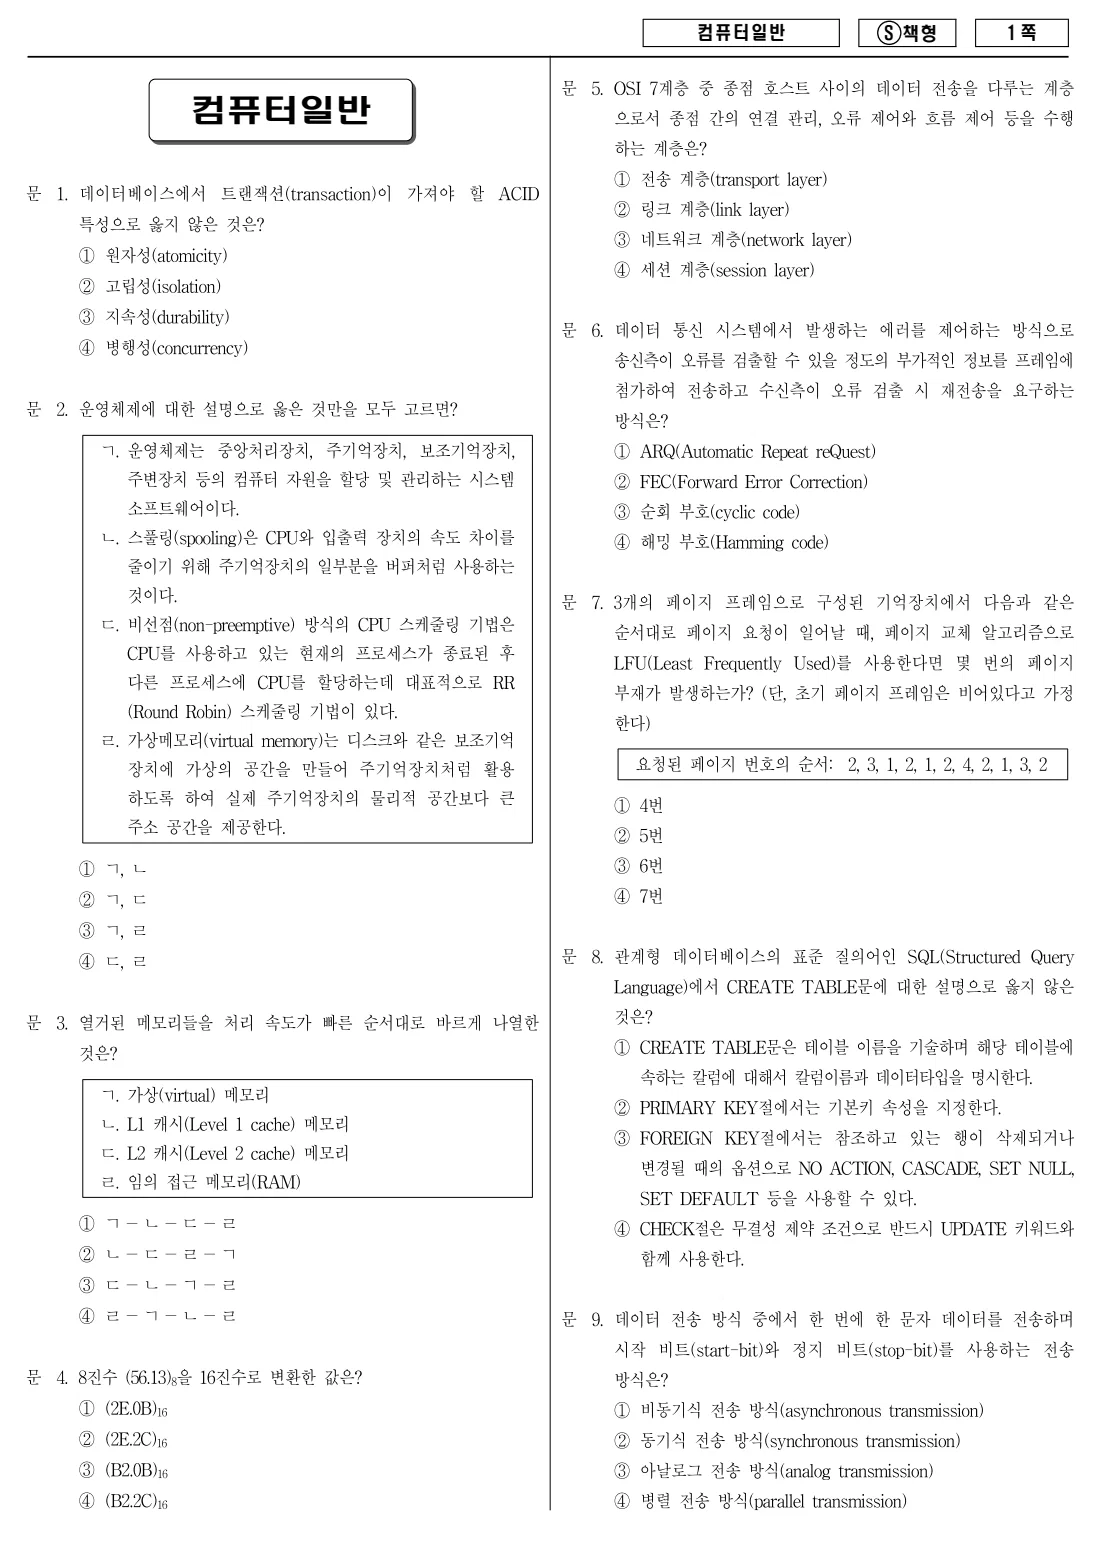 컴퓨터일반
Ⓢ책형
1쪽
컴퓨터일반
문 1. 데이터베이스에서 트랜잭션(transaction)이 가져야 할 ACID
특성으로 옳지 않은 것은?
① 원자성(atomicity)
② 고립성(isolation)
③ 지속성(durability)
④ 병행성(concurrency)
문 2. 운영체제에 대한 설명으로 옳은 것만을 모두 고르면?
ㄱ. 운영체제는 중앙처리장치, 주기억장치, 보조기억장치,
주변장치 등의 컴퓨터 자원을 할당 및 관리하는 시스템
소프트웨어이다.
ㄴ. 스풀링(spooling)은 CPU와 입출력 장치의 속도 차이를
줄이기 위해 주기억장치의 일부분을 버퍼처럼 사용하는
것이다.
ㄷ. 비선점(non-preemptive) 방식의 CPU 스케줄링 기법은
CPU를 사용하고 있는 현재의 프로세스가 종료된 후
다른 프로세스에 CPU를 할당하는데 대표적으로 RR
(Round Robin) 스케줄링 기법이 있다.
ㄹ. 가상메모리(virtual memory)는 디스크와 같은 보조기억
장치에 가상의 공간을 만들어 주기억장치처럼 활용
하도록 하여 실제 주기억장치의 물리적 공간보다 큰
주소 공간을 제공한다.
① ㄱ, ㄴ
② ㄱ, ㄷ
③ ㄱ, ㄹ
④ ㄷ, ㄹ
문 3. 열거된 메모리들을 처리 속도가 빠른 순서대로 바르게 나열한
것은?
ㄱ. 가상(virtual) 메모리
ㄴ. L1 캐시(Level 1 cache) 메모리
ㄷ. L2 캐시(Level 2 cache) 메모리
ㄹ. 임의 접근 메모리(RAM)
① ㄱ - ㄴ - ㄷ - ㄹ
② ㄴ - ㄷ - ㄹ - ㄱ
③ ㄷ - ㄴ - ㄱ - ㄹ
④ ㄹ - ㄱ - ㄴ - ㄹ
문 4. 8진수 (56.13)₈을 16진수로 변환한 값은?
① (2E.0B)₁₆
② (2E.2C)₁₆
③ (B2.0B)₁₆
④ (B2.2C)₁₆
문 5. OSI 7계층 중 종점 호스트 사이의 데이터 전송을 다루는 계층
으로서 종점 간의 연결 관리, 오류 제어와 흐름 제어 등을 수행
하는 계층은?
① 전송 계층(transport layer)
② 링크 계층(link layer)
③ 네트워크 계층(network layer)
④ 세션 계층(session layer)
문 6. 데이터 통신 시스템에서 발생하는 에러를 제어하는 방식으로
송신측이 오류를 검출할 수 있을 정도의 부가적인 정보를 프레임에
첨가하여 전송하고 수신측이 오류 검출 시 재전송을 요구하는
방식은?
① ARQ(Automatic Repeat reQuest)
② FEC(Forward Error Correction)
③ 순회 부호(cyclic code)
④ 해밍 부호(Hamming code)
문 7. 3개의 페이지 프레임으로 구성된 기억장치에서 다음과 같은
순서대로 페이지 요청이 일어날 때, 페이지 교체 알고리즘으로
LFU(Least Frequently Used)를 사용한다면 몇 번의 페이지
부재가 발생하는가? (단, 초기 페이지 프레임은 비어있다고 가정
한다)
요청된 페이지 번호의 순서: 2, 3, 1, 2, 1, 2, 4, 2, 1, 3, 2
① 4번
② 5번
③ 6번
④ 7번
문 8. 관계형 데이터베이스의 표준 질의어인 SQL(Structured Query
Language)에서 CREATE TABLE문에 대한 설명으로 옳지 않은
것은?
① CREATE TABLE문은 테이블 이름을 기술하며 해당 테이블에
속하는 칼럼에 대해서 칼럼이름과 데이터타입을 명시한다.
② PRIMARY KEY절에서는 기본키 속성을 지정한다.
③ FOREIGN KEY절에서는 참조하고 있는 행이 삭제되거나
변경될 때의 옵션으로 NO ACTION, CASCADE, SET NULL,
SET DEFAULT 등을 사용할 수 있다.
④ CHECK절은 무결성 제약 조건으로 반드시 UPDATE 키워드와
함께 사용한다.
문 9. 데이터 전송 방식 중에서 한 번에 한 문자 데이터를 전송하며
시작 비트(start-bit)와 정지 비트(stop-bit)를 사용하는 전송
방식은?
① 비동기식 전송 방식(asynchronous transmission)
② 동기식 전송 방식(synchronous transmission)
③ 아날로그 전송 방식(analog transmission)
④ 병렬 전송 방식(parallel transmission)